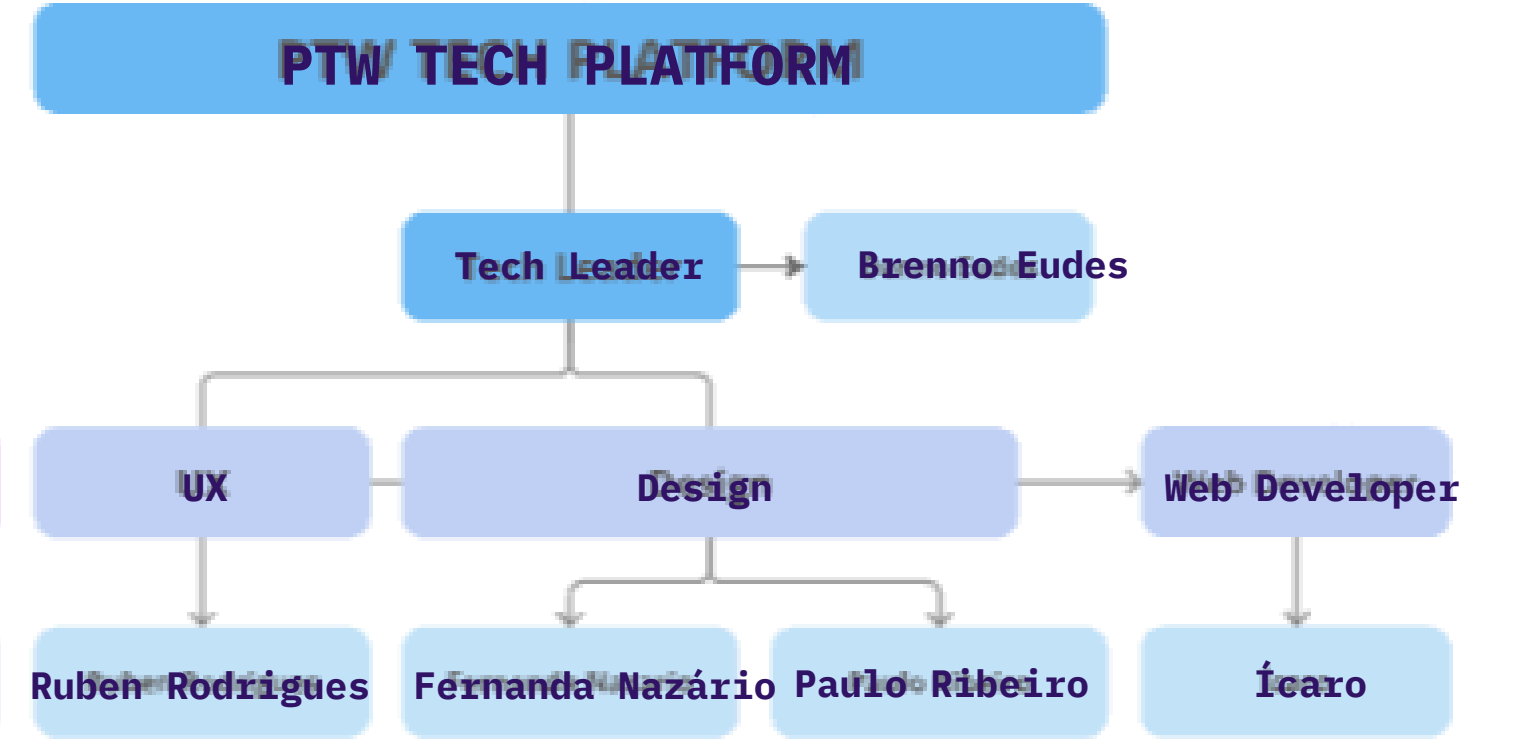 PTW TECH PLATFORM
Tech Leader
Brenno Eudes
UX
Design
Web Developer
Ruben Rodrigues
Fernanda Nazário
Paulo Ribeiro
Ícaro